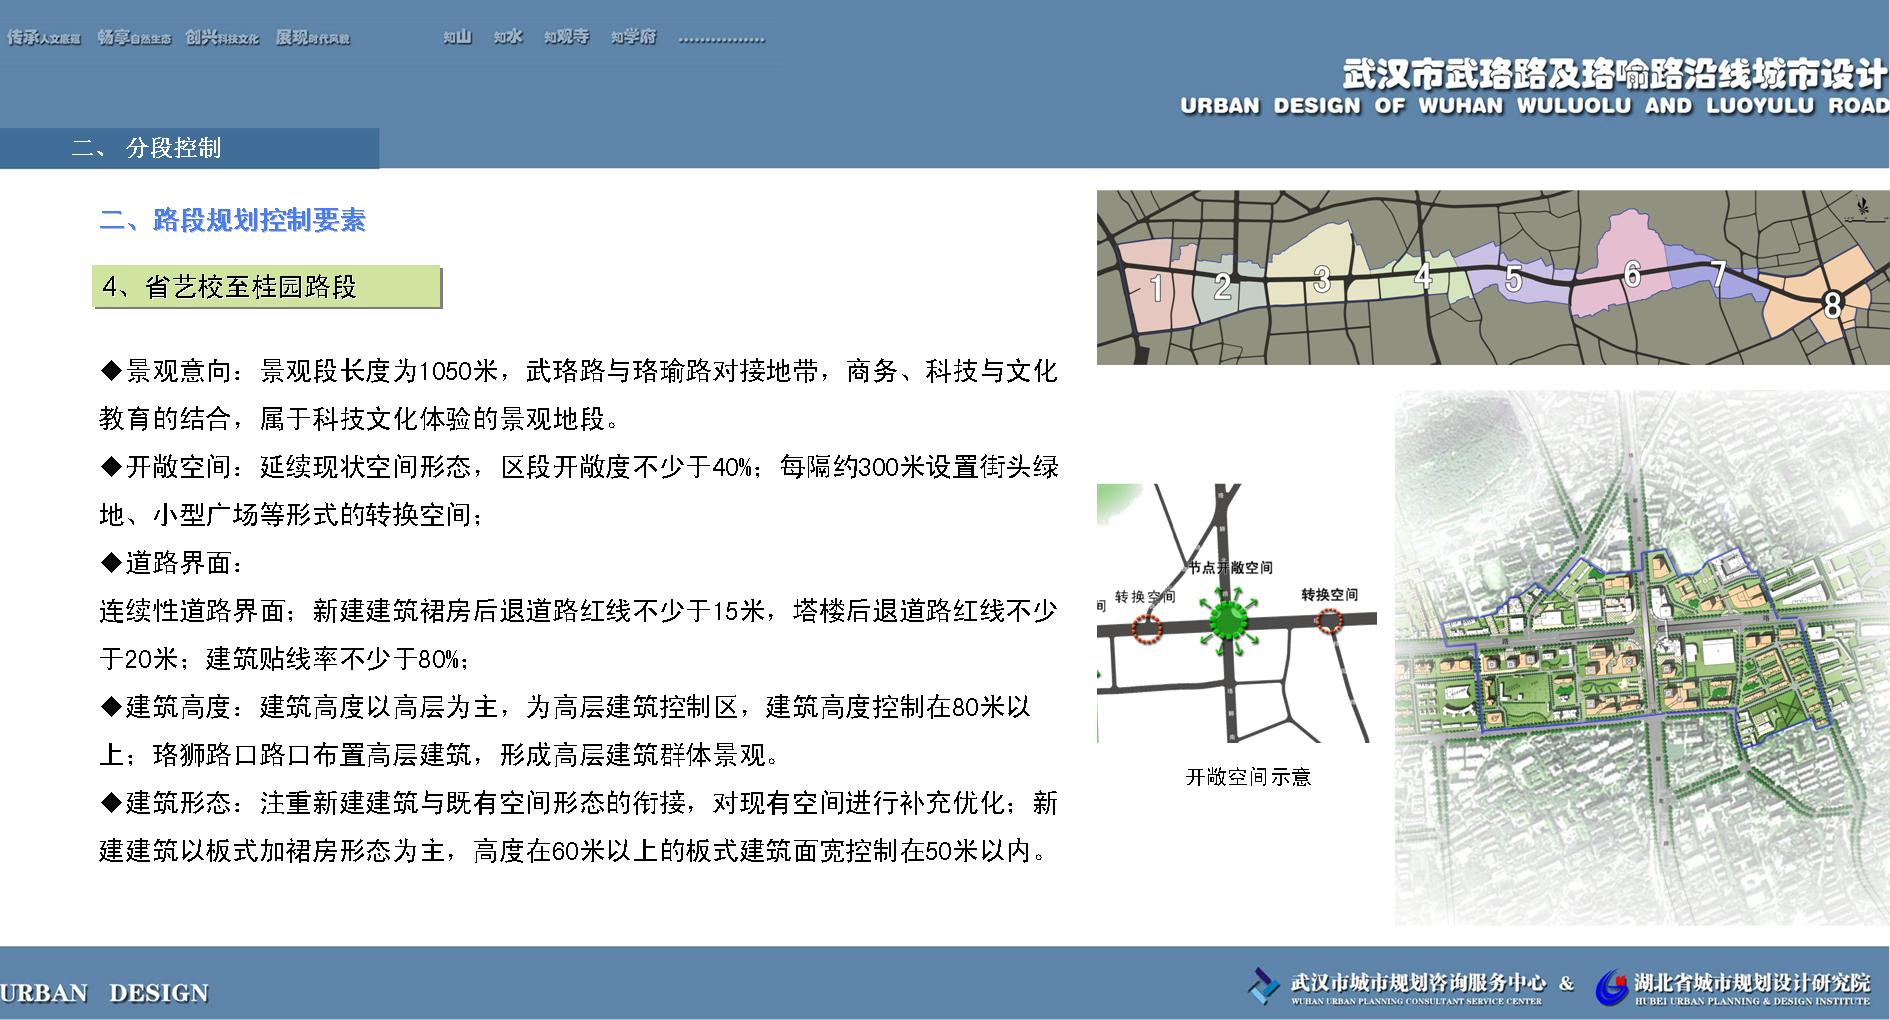 传承人文底蕴 畅享自然生态 创兴科技文化 展现时代风貌 知山 知水 知观寺 知学府 ................
武汉市武珞路及珞喻路沿线城市设计
URBAN DESIGN OF WUHAN WULUOLU AND LUOYULU ROAD
二、 分段控制
二、路段规划控制要素
4、省艺校至桂园路段
◆景观意向：景观段长度为1050米，武珞路与珞瑜路对接地带，商务、科技与文化
教育的结合，属于科技文化体验的景观地段。
◆开敞空间：延续现状空间形态，区段开敞度不少于40%；每隔约300米设置街头绿
地、小型广场等形式的转换空间；
◆道路界面：
连续性道路界面；新建建筑裙房后退道路红线不少于15米，塔楼后退道路红线不少
于20米；建筑贴线率不少于80%；
◆建筑高度：建筑高度以高层为主，为高层建筑控制区，建筑高度控制在80米以
上；珞狮路口路口布置高层建筑，形成高层建筑群体景观。
◆建筑形态：注重新建建筑与既有空间形态的衔接，对现有空间进行补充优化；新
建建筑以板式加裙房形态为主，高度在60米以上的板式建筑面宽控制在50米以内。
1 2 3 4 5 6 7 8
节点开敞空间
间 转换空间 转换空间
开敞空间示意
URBAN DESIGN
武汉市城市规划咨询服务中心 & 湖北省城市规划设计研究院
WUHAN URBAN PLANNING CONSULTANT SERVICE CENTER HUBEI URBAN PLANNING & DESIGN INSTITUTE